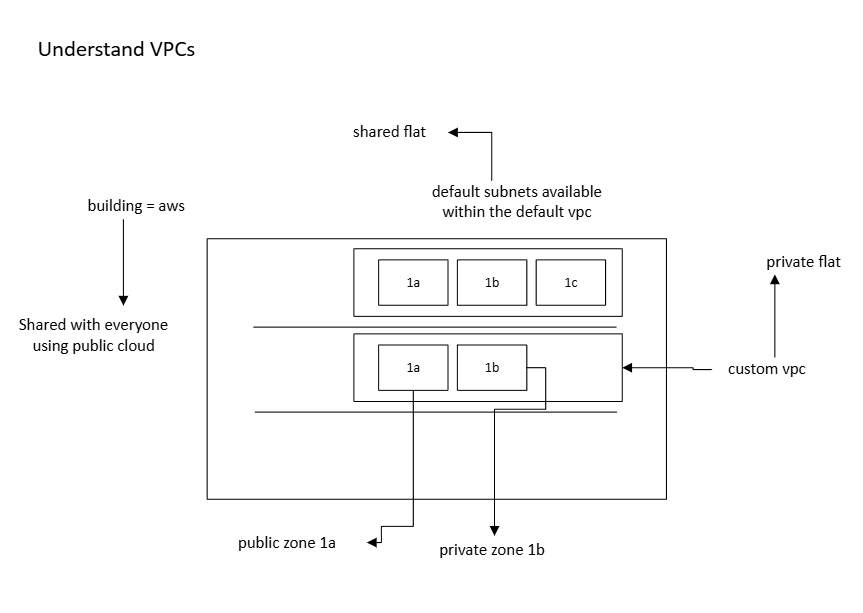 Understand VPCs
shared flat
default subnets available
within the default vpc
building = aws
Shared with everyone
using public cloud
private flat
1a
1b
1c
1a
1b
custom vpc
public zone 1a
private zone 1b